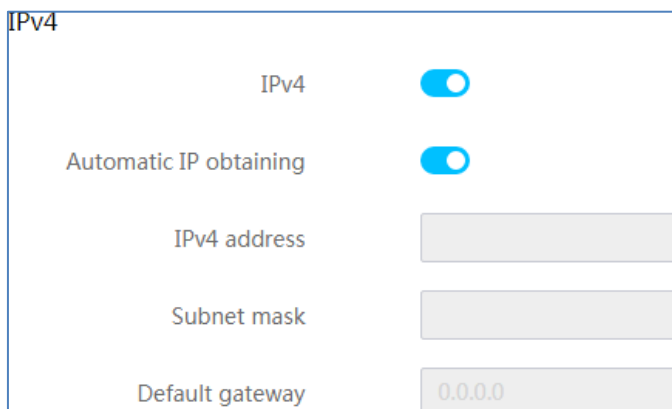 IPv4
IPv4
Automatic IP obtaining
IPv4 address
Subnet mask
Default gateway 0.0.0.0